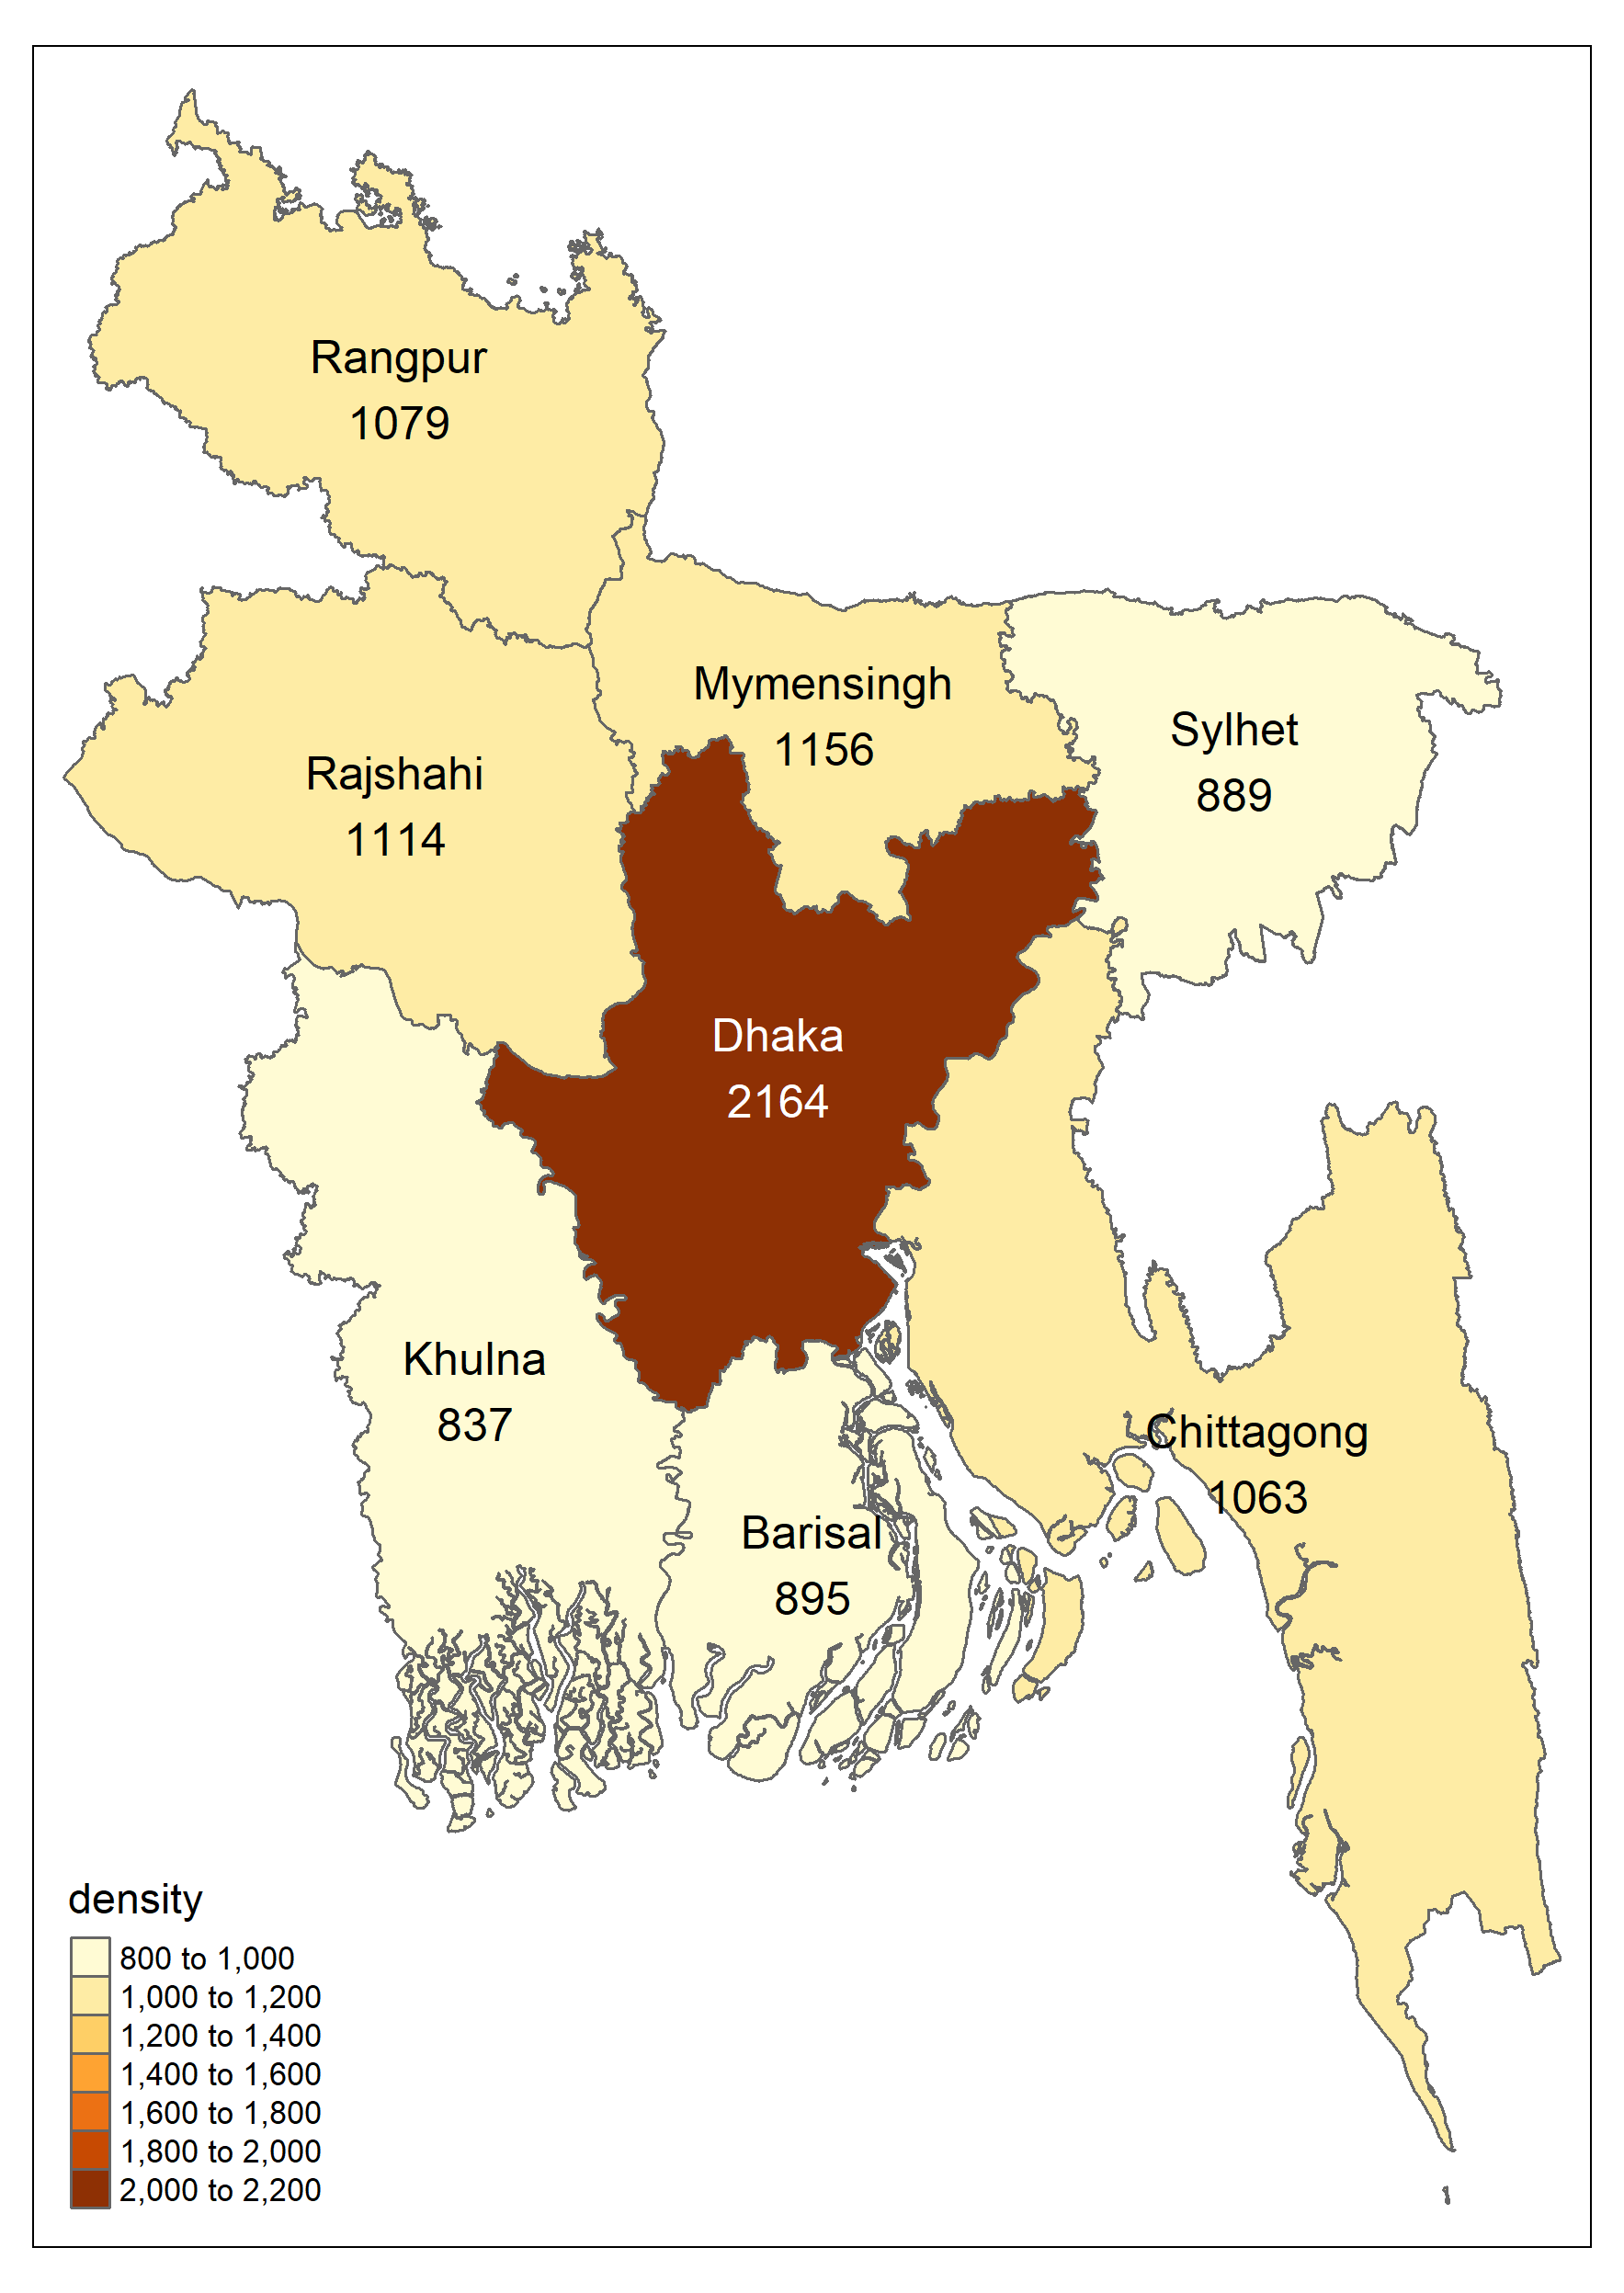 Rangpur
1079
Mymensingh
1156
Sylhet
889
Rajshahi
1114
Dhaka
2164
Khulna
837
Chittagong
1063
Barisal
895
density
800 to 1,000
1,000 to 1,200
1,200 to 1,400
1,400 to 1,600
1,600 to 1,800
1,800 to 2,000
2,000 to 2,200